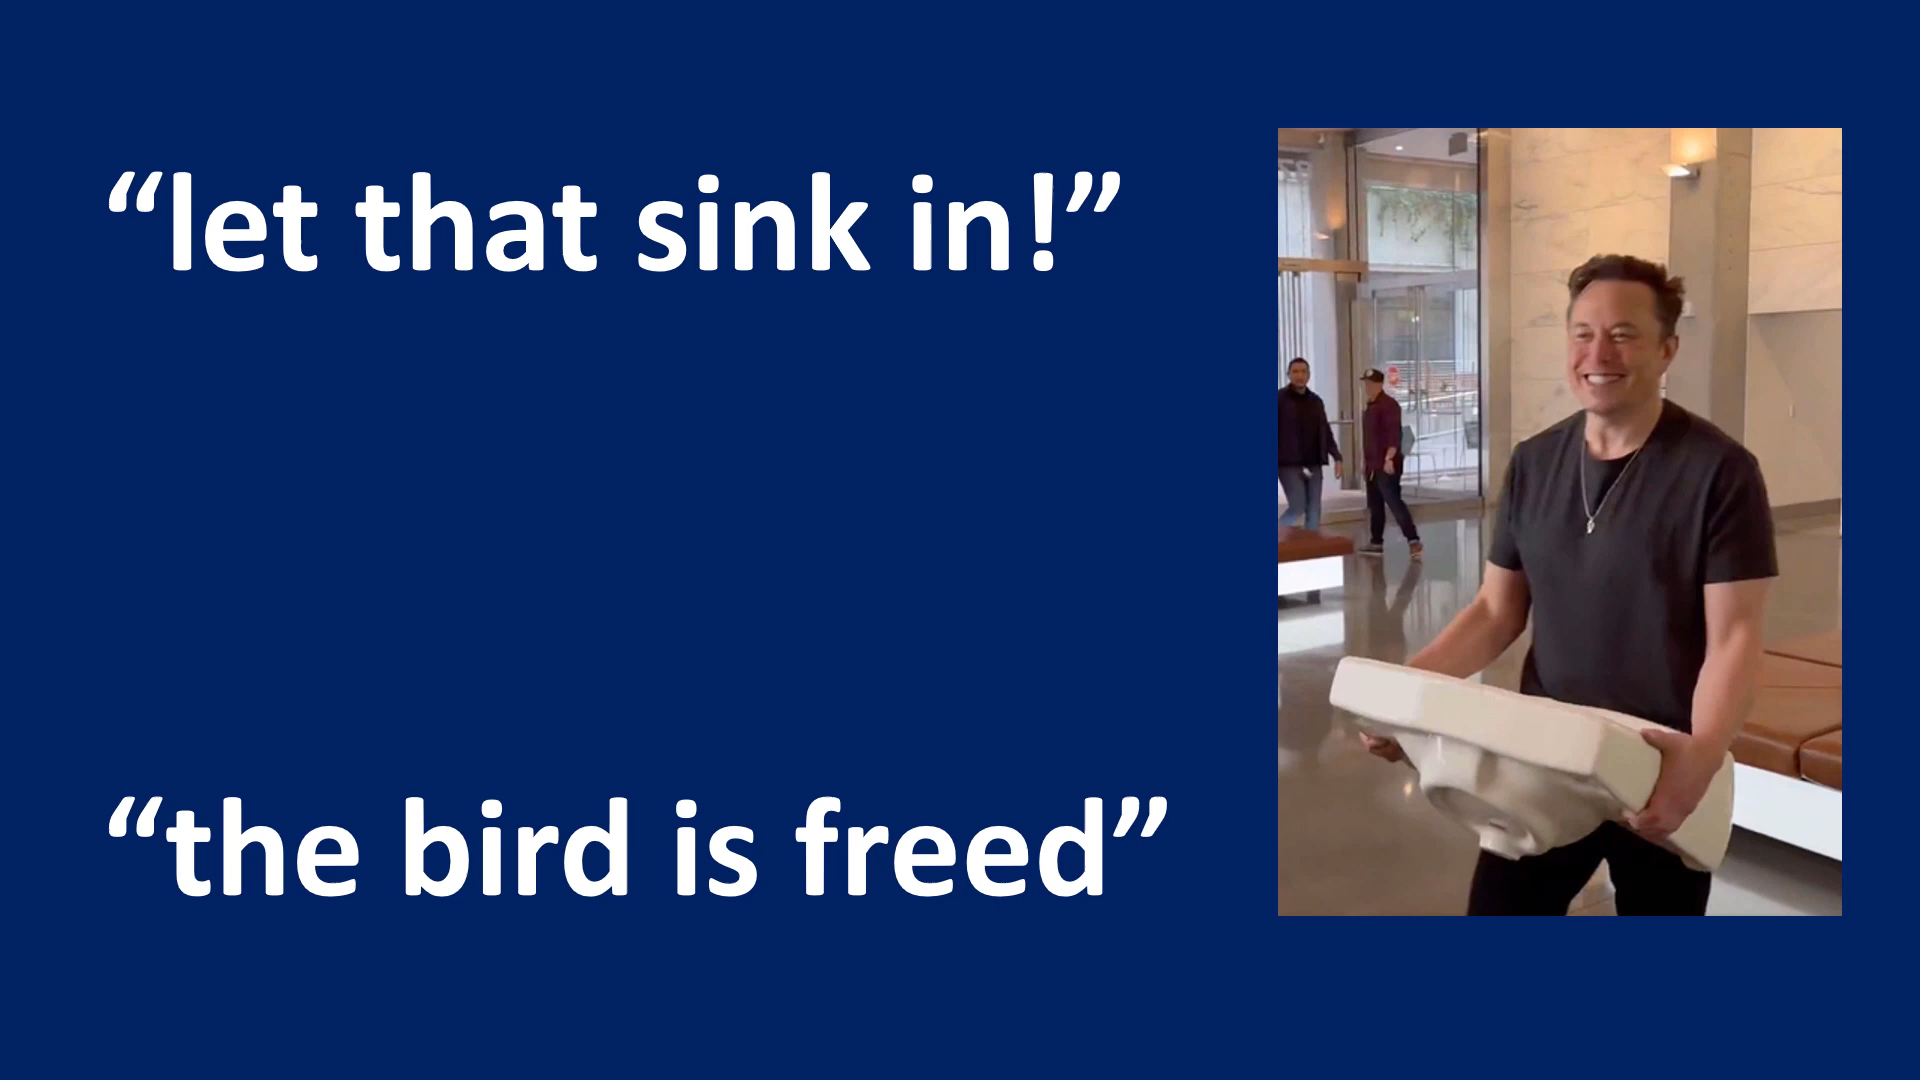 “let that sink in!”
“the bird is freed”